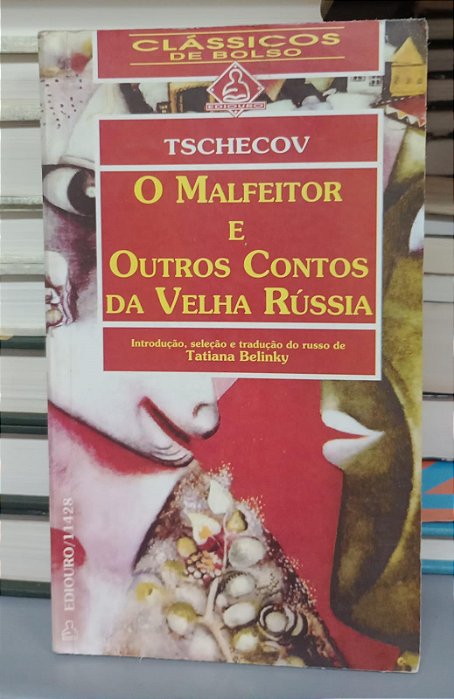 CLÁSSICOS
DE BOLSO
EDIOURO
TSCHECOV
O MALFEITOR
E
OUTROS CONTOS
DA VELHA RÚSSIA
Introdução, seleção e tradução do russo de
Tatiana Belinky
EDIOURO/11428